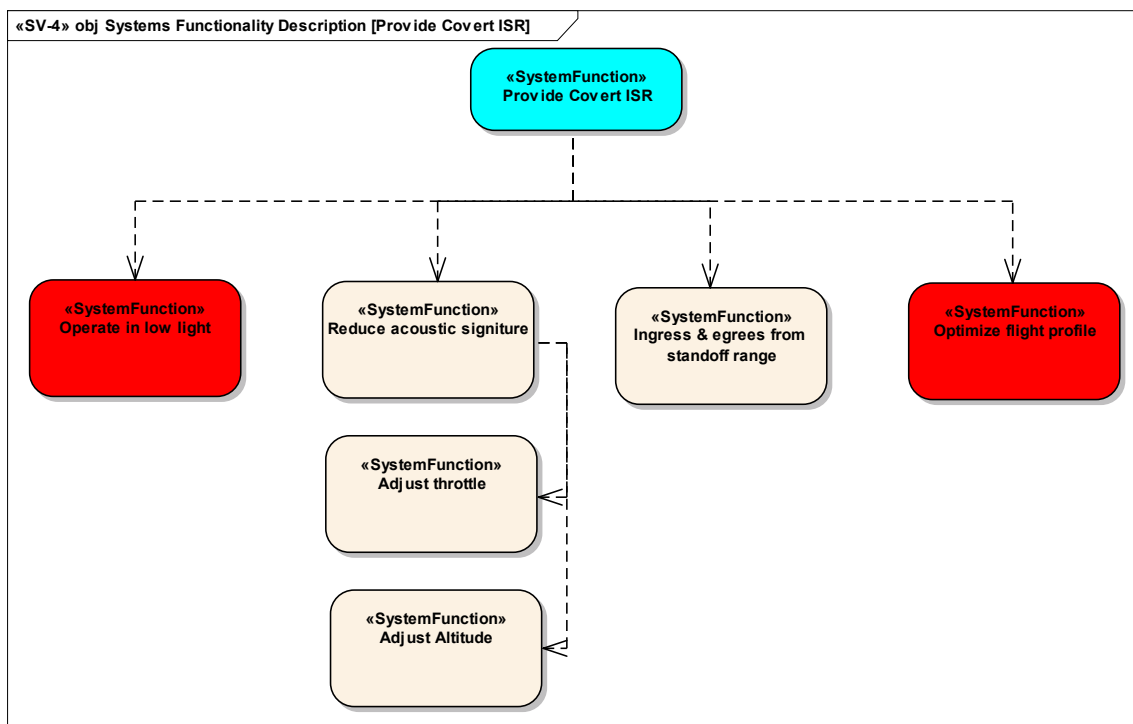 «SV-4» obj Systems Functionality Description [Provide Covert ISR]
«SystemFunction»
Provide Covert ISR
«SystemFunction»
Operate in low light
«SystemFunction»
Reduce acoustic signiture
«SystemFunction»
Ingress & egrees from
standoff range
«SystemFunction»
Optimize flight profile
«SystemFunction»
Adjust throttle
«SystemFunction»
Adjust Altitude